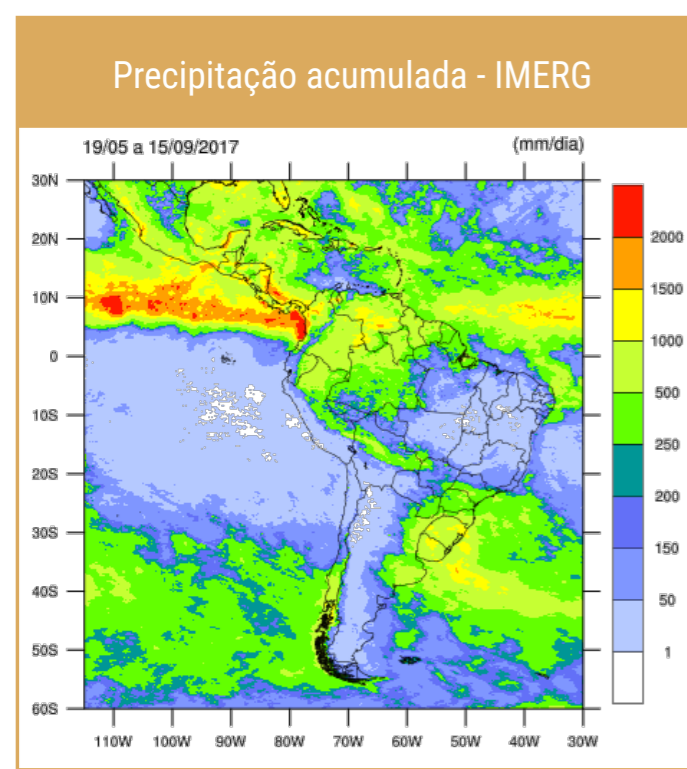 Precipitação acumulada - IMERG
19/05 a 15/09/2017
(mm/dia)
30N
20N
10N
0
10S
20S
30S
40S
50S
60S
110W 100W 90W 80W 70W 60W 50W 40W 30W
2000
1500
1000
500
250
200
150
50
1